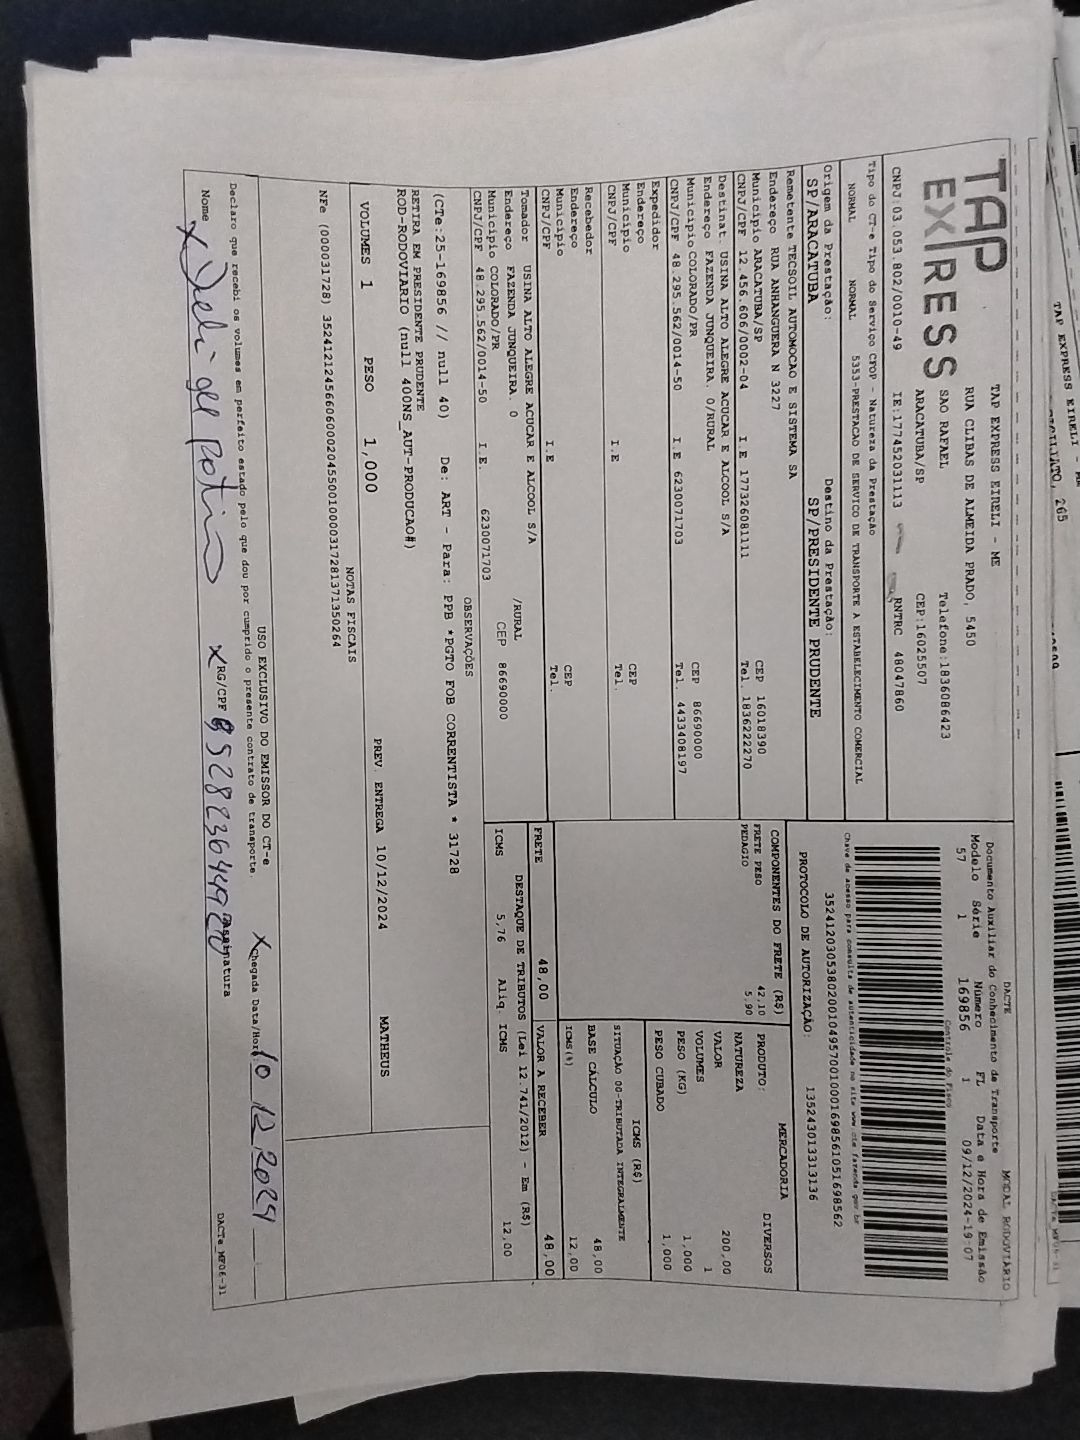 TAP
EXPRESS
TAP EXPRESS EIRELI - ME
RUA CLIBAS DE ALMEIDA PRADO, 5450
SAO RAFAEL Telefone:1836086423
ARACATUBA/SP CEP:16025507
CNPJ:03.053.802/0010-49 IE:177452031113 RNTRC 48047860
Tipo do CT-e Tipo do Serviço CFOP - Natureza da Prestação
NORMAL NORMAL 5353-PRESTACAO DE SERVICO DE TRANSPORTE A ESTABELECIMENTO COMERCIAL
Origem da Prestação: Destino da Prestação:
SP/ARACATUBA SP/PRESIDENTE PRUDENTE
Remetente TECSOIL AUTOMOCAO E SISTEMA SA
Endereço RUA ANHANGUERA N 3227
Município ARACATUBA/SP CEP 16018390
CNPJ/CPF 12.456.606/0002-04 I.E 177326081111 Tel. 1836222270
Destinat. USINA ALTO ALEGRE ACUCAR E ALCOOL S/A
Endereço FAZENDA JUNQUEIRA. 0/RURAL
Município COLORADO/PR CEP 86690000
CNPJ/CPF 48.295.562/0014-50 I.E 6230071703 Tel. 4433408197
Expedidor
Endereço
Município CEP
CNPJ/CPF I.E Tel.
Recebedor
Endereço
Município CEP
CNPJ/CPF I.E Tel.
Tomador USINA ALTO ALEGRE ACUCAR E ALCOOL S/A
Endereço FAZENDA JUNQUEIRA. 0 /RURAL
Município COLORADO/PR CEP 86690000
CNPJ/CPF 48.295.562/0014-50 I.E. 6230071703
DACTE MODAL RODOVIÁRIO
Documento Auxiliar do Conhecimento de Transporte
Modelo Série Número FL Data e Hora de Emissão
57 1 169856 1 09/12/2024-19:07
Controle do Fisco
Chave de acesso para consulta de autenticidade no site www.cte.fazenda.gov.br
PROTOCOLO DE AUTORIZAÇÃO: 135243013313136
COMPONENTES DO FRETE (R$)
FRETE PESO 42,10
PEDAGIO 5,90
PRODUTO: MERCADORIA
NATUREZA DIVERSOS
VALOR 200,00
VOLUMES 1
PESO (KG) 1,000
PESO CUBADO 1,000
ICMS (R$)
SITUAÇÃO 00-TRIBUTADA INTEGRALMENTE
BASE CÁLCULO 48,00
ICMS(%) 12,00
FRETE 48,00 VALOR A RECEBER 48,00
DESTAQUE DE TRIBUTOS (Lei 12.741/2012) - Em (R$)
ICMS 5,76 Aliq. ICMS 12,00
OBSERVAÇÕES
(CTe:25-169856 // null 40) De: ART - Para: PPB *PGTO FOB CORRENTISTA * 31728
RETIRA EM PRESIDENTE PRUDENTE
ROD-RODOVIARIO (null 400NS_AUT-PRODUCAO#)
VOLUMES 1 PESO 1,000 PREV. ENTREGA 10/12/2024 MATHEUS
NOTAS FISCAIS
USO EXCLUSIVO DO EMISSOR DO CT-e
Declaro que recebi os volumes em perfeito estado pelo que dou por cumprido o presente contrato de transporte.
Nome X RG/CPF Assinatura
X Chegada Data/Hora 10 12 2024
DACTe_MF06-31
TAP EXPRESS EIRELI -
265